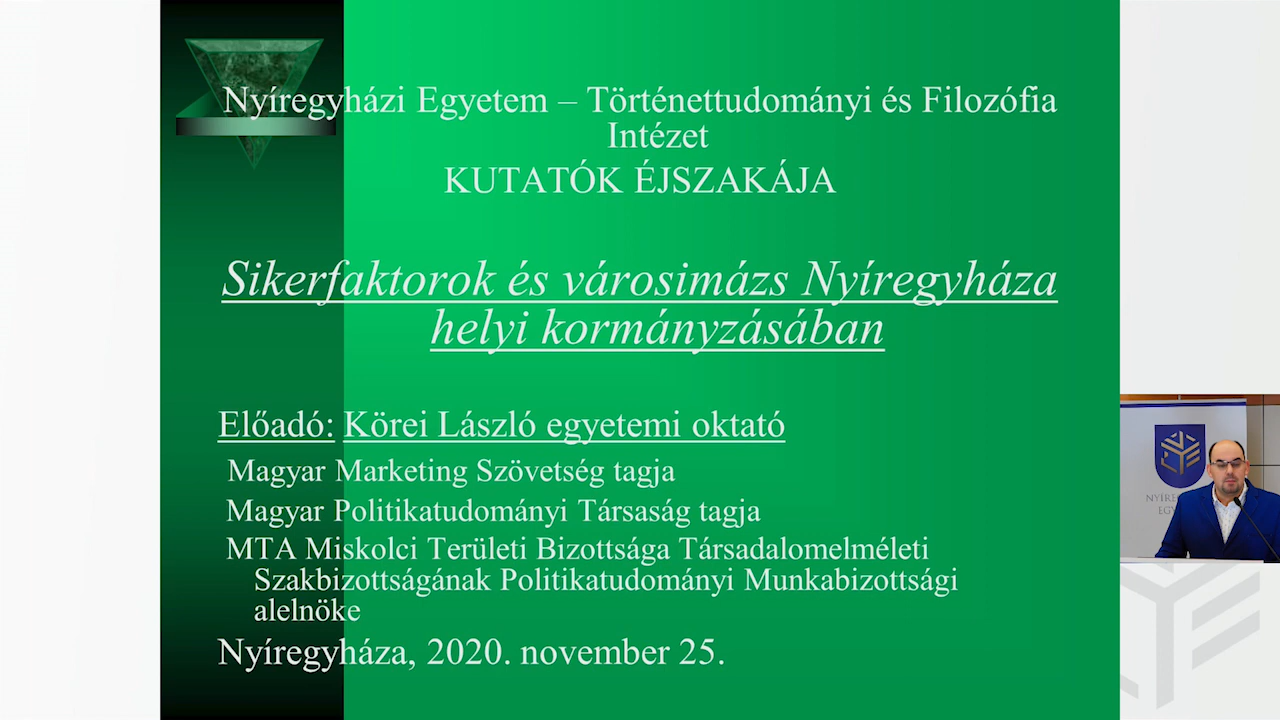 Nyíregyházi Egyetem – Történettudományi és Filozófia
Intézet
KUTATÓK ÉJSZAKÁJA
Sikerfaktorok és városimázs Nyíregyháza
helyi kormányzásában
Előadó: Körei László egyetemi oktató
Magyar Marketing Szövetség tagja
Magyar Politikatudományi Társaság tagja
MTA Miskolci Területi Bizottsága Társadalomelméleti
Szakbizottságának Politikatudományi Munkabizottsági
alelnöke
Nyíregyháza, 2020. november 25.